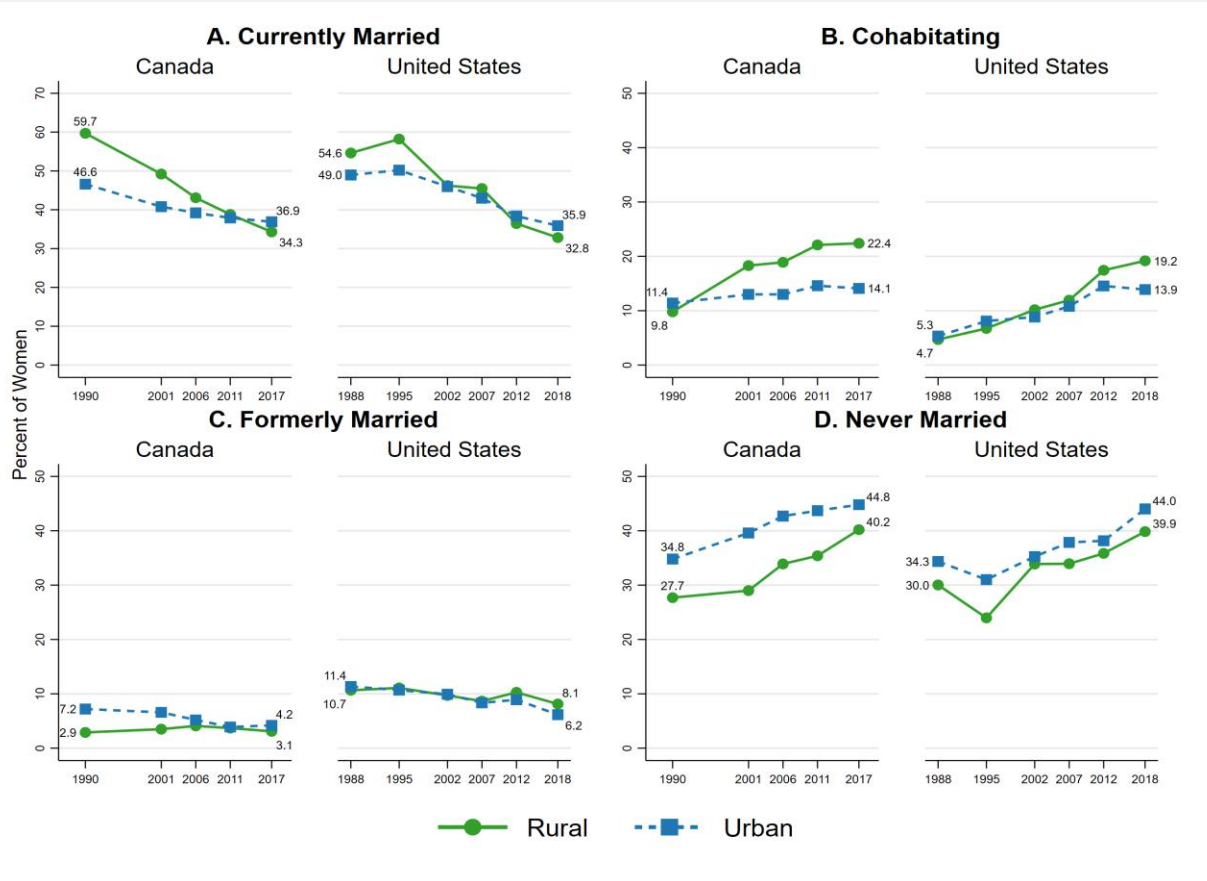 A. Currently Married
Canada
United States
70
60
50
40
30
20
10
0
59.7
46.6
36.9
34.3
54.6
49.0
35.9
32.8
1990 2001 2006 2011 2017
1988 1995 2002 2007 2012 2018
B. Cohabitating
Canada
United States
50
40
30
20
10
0
11.4
9.8
22.4
14.1
5.3
4.7
19.2
13.9
1990 2001 2006 2011 2017
1988 1995 2002 2007 2012 2018
Percent of Women
C. Formerly Married
Canada
United States
50
40
30
20
10
0
7.2
2.9
4.2
3.1
11.4
10.7
8.1
6.2
1990 2001 2006 2011 2017
1988 1995 2002 2007 2012 2018
D. Never Married
Canada
United States
50
40
30
20
10
0
34.8
27.7
44.8
40.2
34.3
30.0
44.0
39.9
1990 2001 2006 2011 2017
1988 1995 2002 2007 2012 2018
Rural Urban